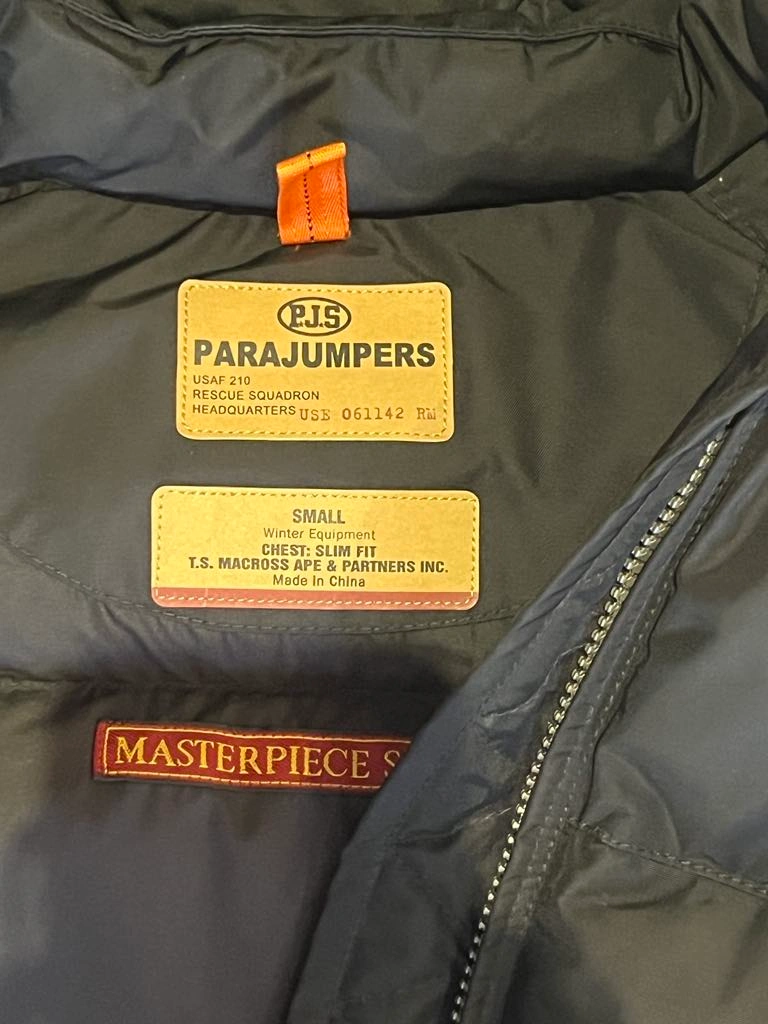 P.J.S
PARAJUMPERS
USAF 210
RESCUE SQUADRON
HEADQUARTERS USE 061142 RM
SMALL
Winter Equipment
CHEST: SLIM FIT
T.S. MACROSS APE & PARTNERS INC.
Made In China
MASTERPIECE S